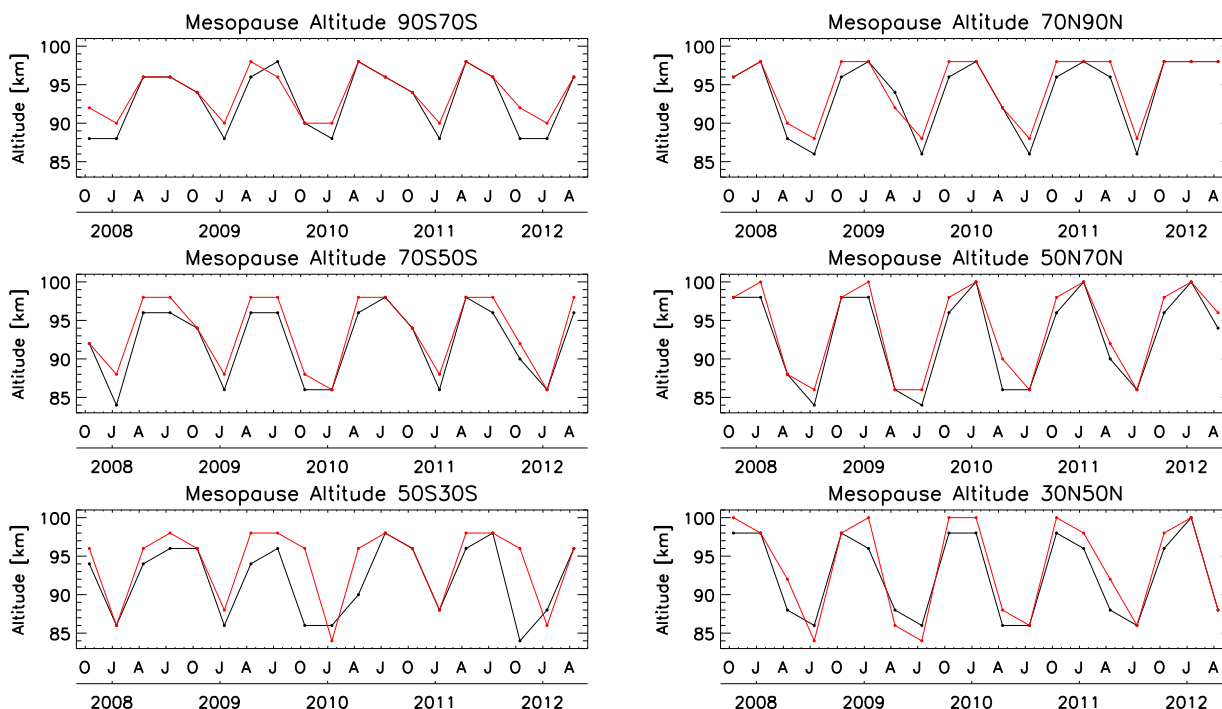 Mesopause Altitude 90S70S
Altitude [km]
100
95
90
85
O J A J O J A J O J A J O J A J O J A
2008 2009 2010 2011 2012
Mesopause Altitude 70N90N
Altitude [km]
100
95
90
85
O J A J O J A J O J A J O J A J O J A
2008 2009 2010 2011 2012
Mesopause Altitude 70S50S
Altitude [km]
100
95
90
85
O J A J O J A J O J A J O J A J O J A
2008 2009 2010 2011 2012
Mesopause Altitude 50N70N
Altitude [km]
100
95
90
85
O J A J O J A J O J A J O J A J O J A
2008 2009 2010 2011 2012
Mesopause Altitude 50S30S
Altitude [km]
100
95
90
85
O J A J O J A J O J A J O J A J O J A
2008 2009 2010 2011 2012
Mesopause Altitude 30N50N
Altitude [km]
100
95
90
85
O J A J O J A J O J A J O J A J O J A
2008 2009 2010 2011 2012